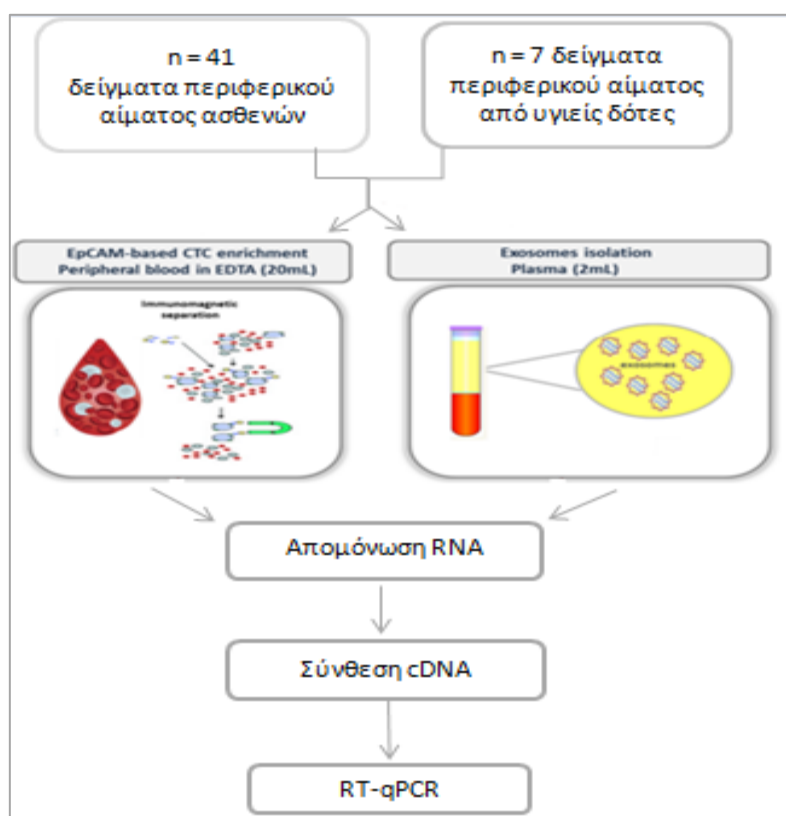 n = 41
δείγματα περιφερικού
αίματος ασθενών
n = 7 δείγματα
περιφερικού αίματος
από υγιείς δότες
EpCAM-based CTC enrichment
Peripheral blood in EDTA (20mL)
Exosomes isolation
Plasma (2mL)
Immunomagnetic
separation
exosomes
Απομόνωση RNA
Σύνθεση cDNA
RT-qPCR